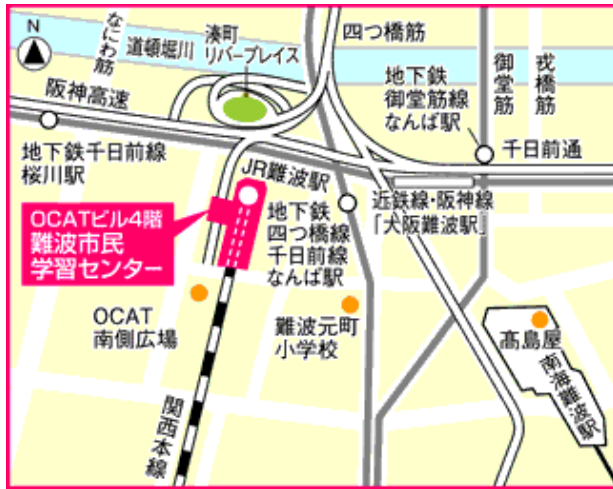 N
なにわ筋
道頓堀川
湊町
リバープレイス
四つ橋筋
阪神高速
地下鉄
御堂筋線
なんば駅
御堂筋
戎橋筋
千日前通
地下鉄千日前線
桜川駅
JR難波駅
近鉄線・阪神線
「大阪難波駅」
OCATビル4階
難波市民
学習センター
地下鉄
四つ橋線
千日前線
なんば駅
OCAT
南側広場
難波元町
小学校
髙島屋
南海難波駅
関西本線